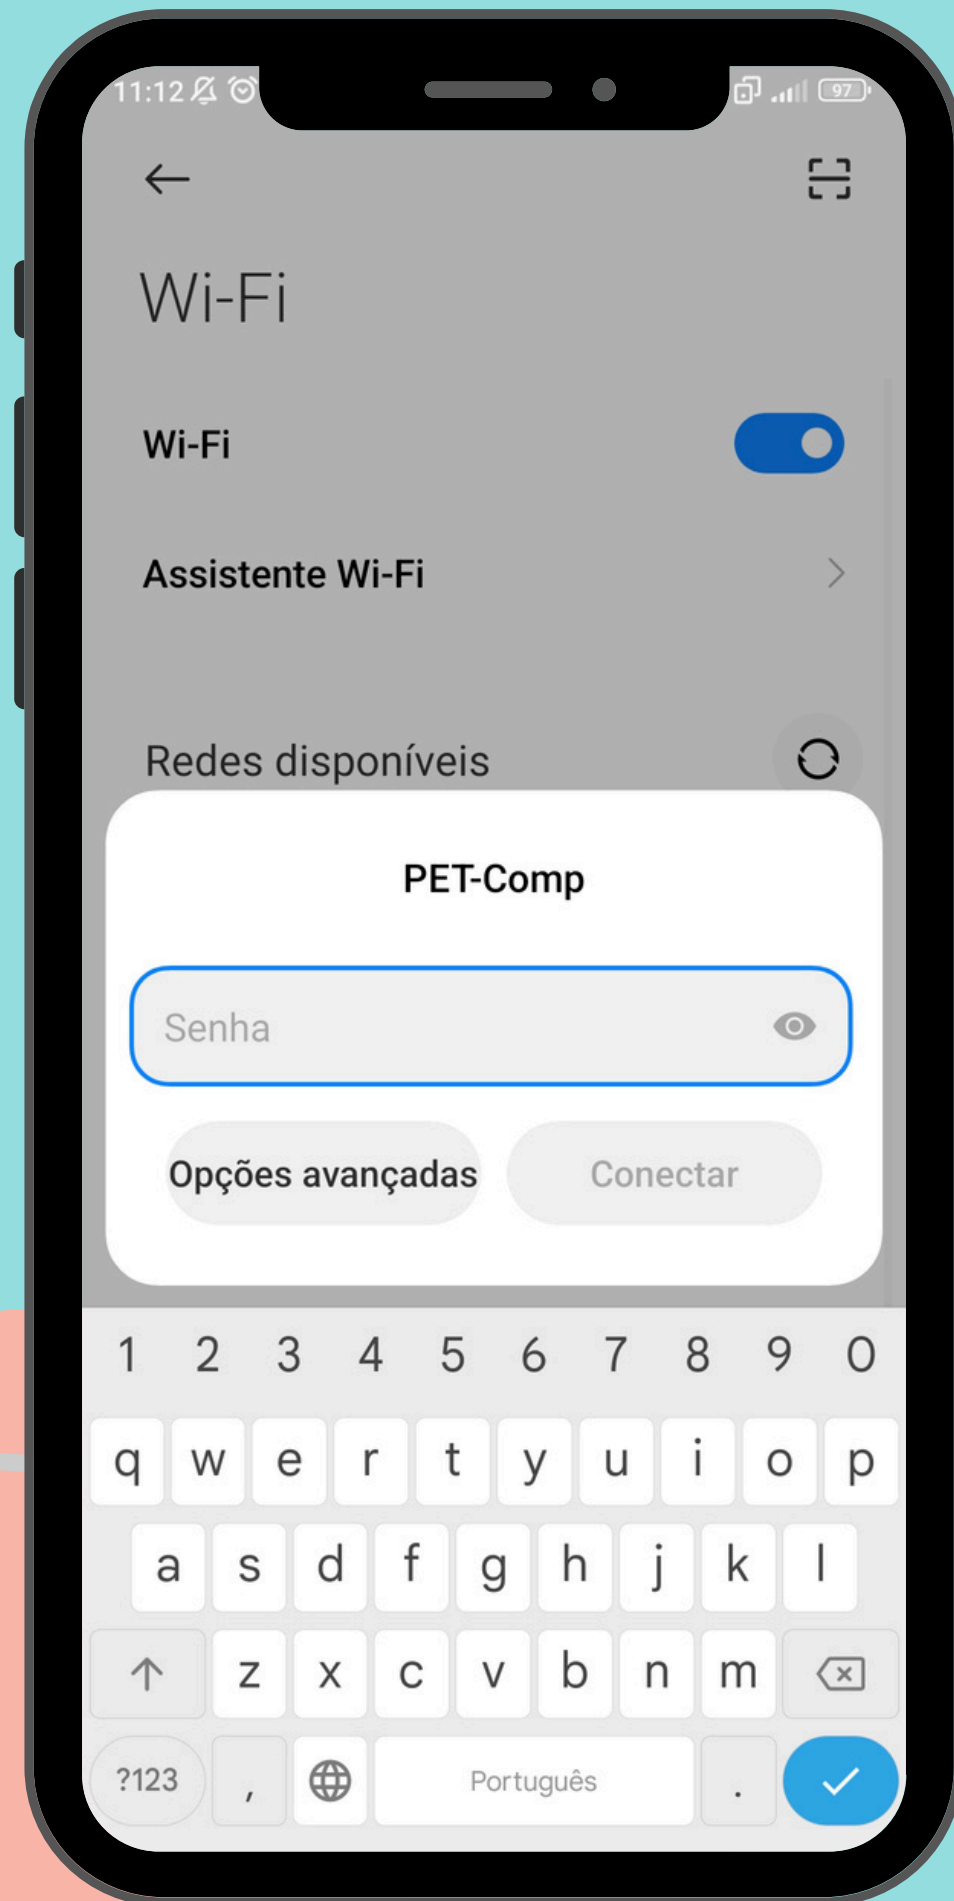 11:12
97
Wi-Fi
Wi-Fi
Assistente Wi-Fi
Redes disponíveis
PET-Comp
Senha
Opções avançadas Conectar
1 2 3 4 5 6 7 8 9 0
q w e r t y u i o p
a s d f g h j k l
z x c v b n m
?123 , Português .